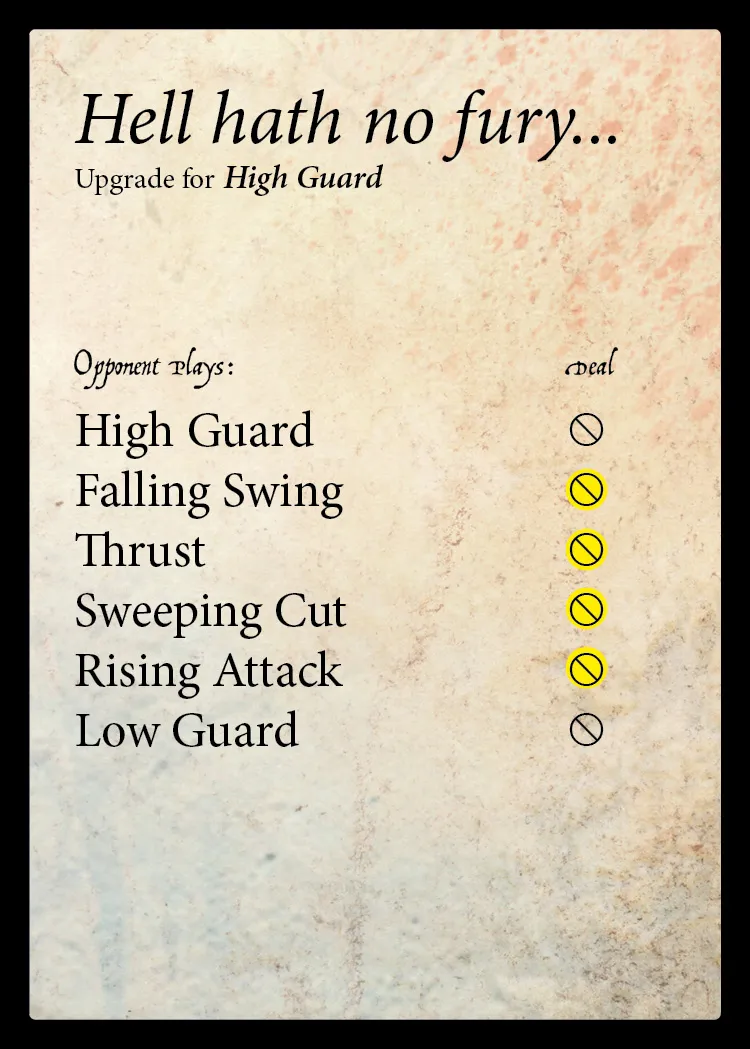 Hell hath no fury...
Upgrade for High Guard
Opponent plays: Deal
High Guard
Falling Swing
Thrust
Sweeping Cut
Rising Attack
Low Guard